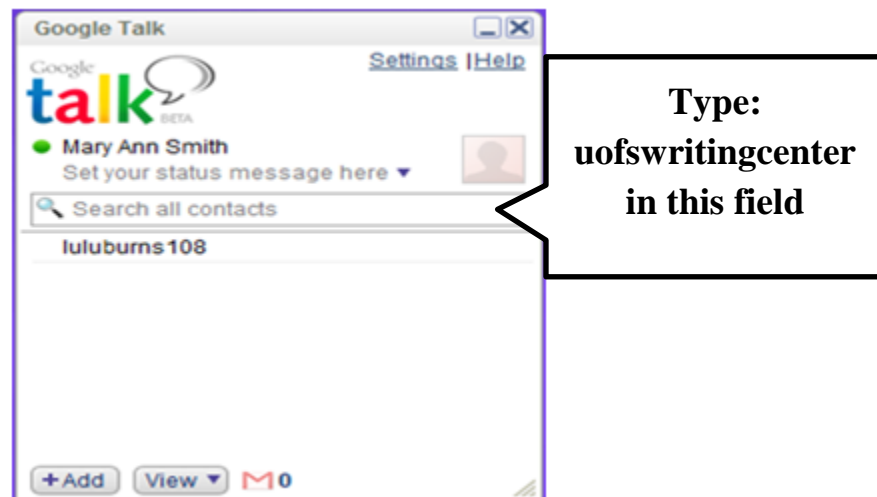 Google Talk
Settings | Help
Google
talk
BETA
Mary Ann Smith
Set your status message here
Search all contacts
luluburns108
+Add View 0
Type:
uofswritingcenter
in this field